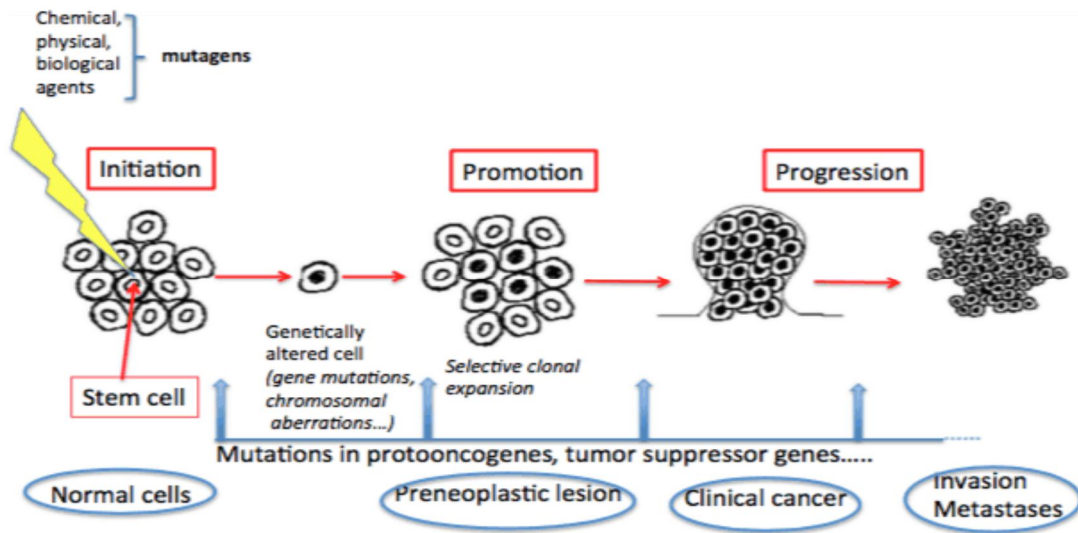 Chemical,
physical,
biological
agents
mutagens
Initiation
Promotion
Progression
Stem cell
Genetically
altered cell
(gene mutations,
chromosomal
aberrations...)
Selective clonal
expansion
Mutations in protooncogenes, tumor suppressor genes.....
Normal cells
Preneoplastic lesion
Clinical cancer
Invasion
Metastases